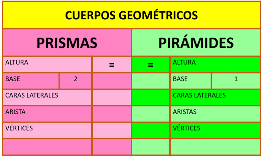 CUERPOS GEOMÉTRICOS
PRISMAS PIRÁMIDES
ALTURA = = ALTURA
BASE 2 BASE 1
CARAS LATERALES CARAS LATERALES
ARISTA ARISTAS
VÉRTICES VÉRTICES